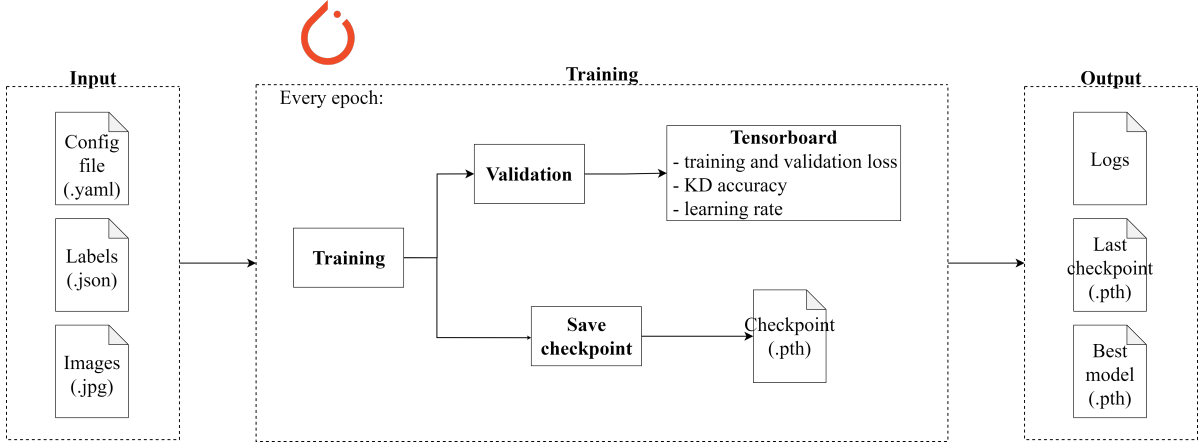 Input
Config
file
(.yaml)
Labels
(.json)
Images
(.jpg)
Training
Every epoch:
Training
Validation
Tensorboard
- training and validation loss
- KD accuracy
- learning rate
Save
checkpoint
Checkpoint
(.pth)
Output
Logs
Last
checkpoint
(.pth)
Best
model
(.pth)